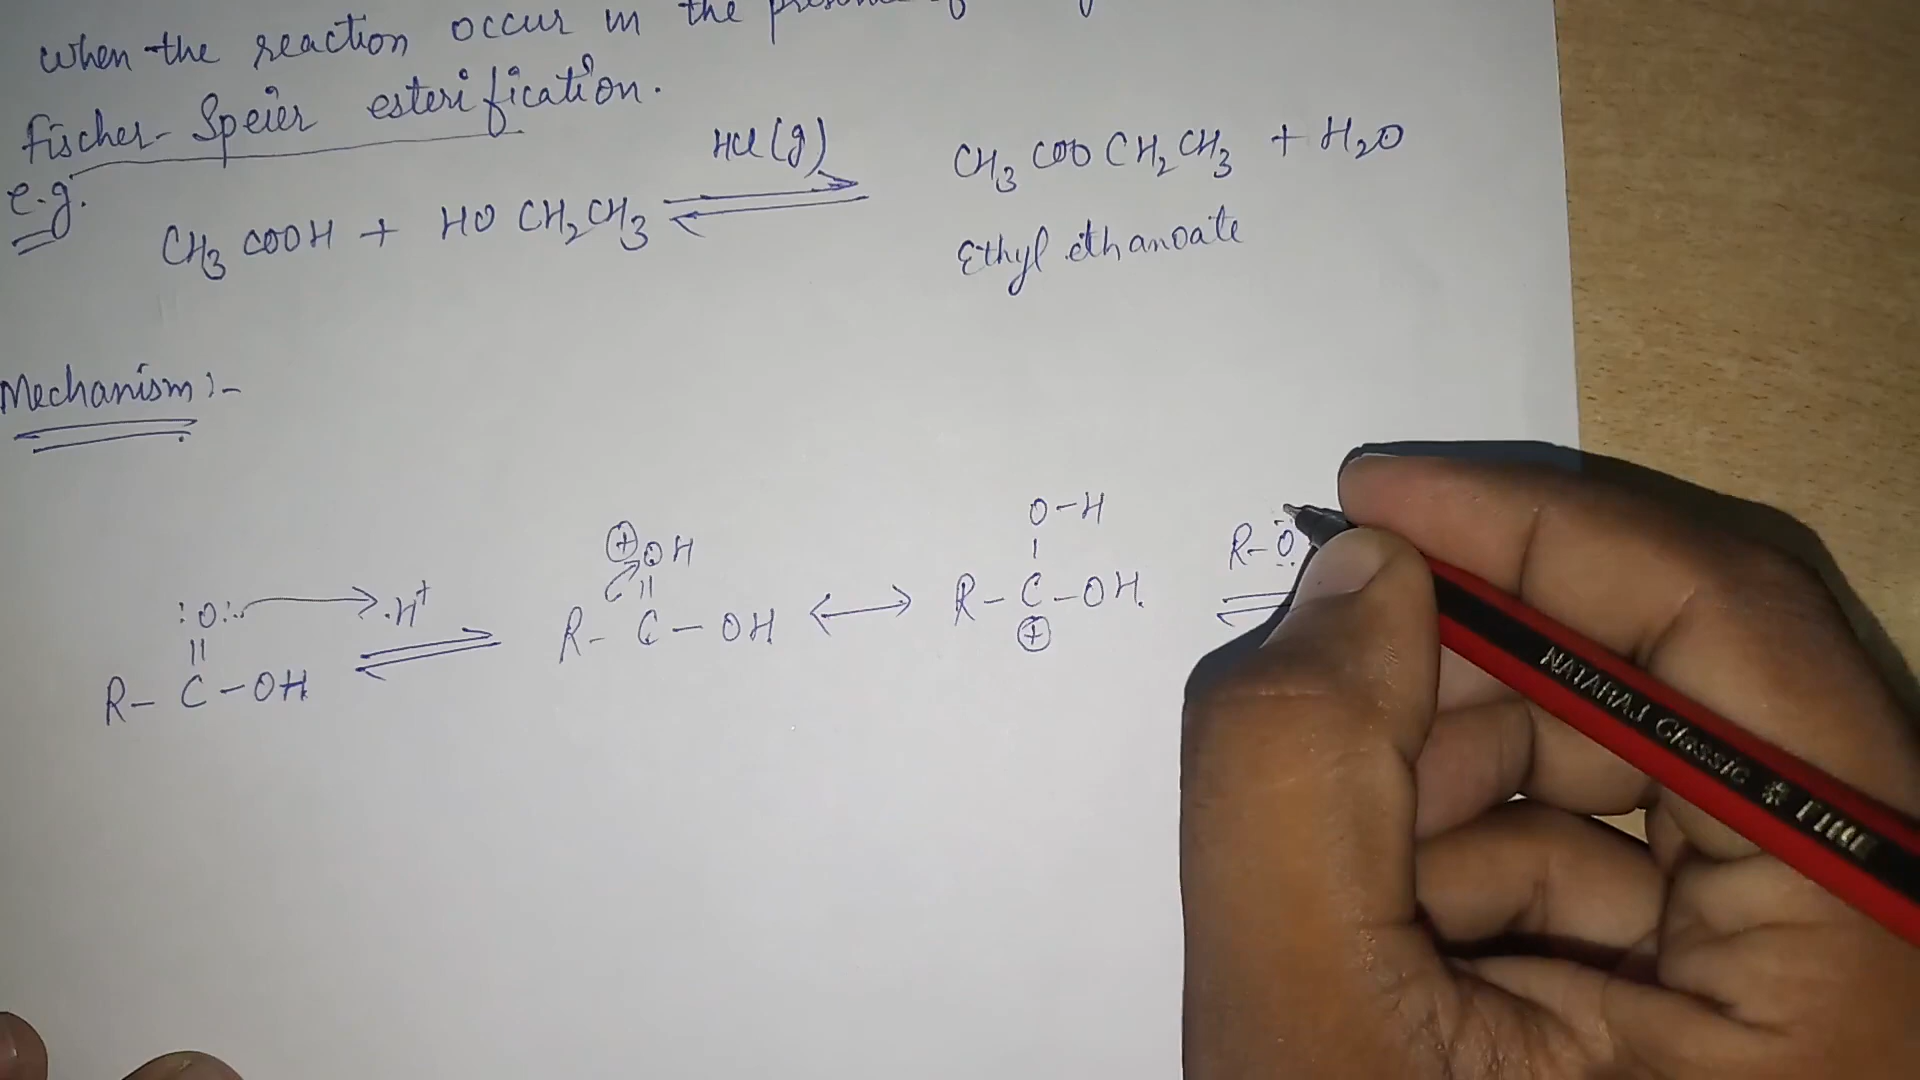 when the reaction occur in the
Fischer-Speier esterification.
e.g.
HCl(g)
CH3 COOH + HO CH2CH3 ⇌ CH3 COO CH2CH3 + H2O
Ethyl ethanoate
Mechanism:-
:O: → H+ ⊕OH O-H R-Ö
|| || |
R-C-OH ⇌ R-C-OH ↔ R-C-OH ⇌
⊕
NATARAJ Classic * FINE